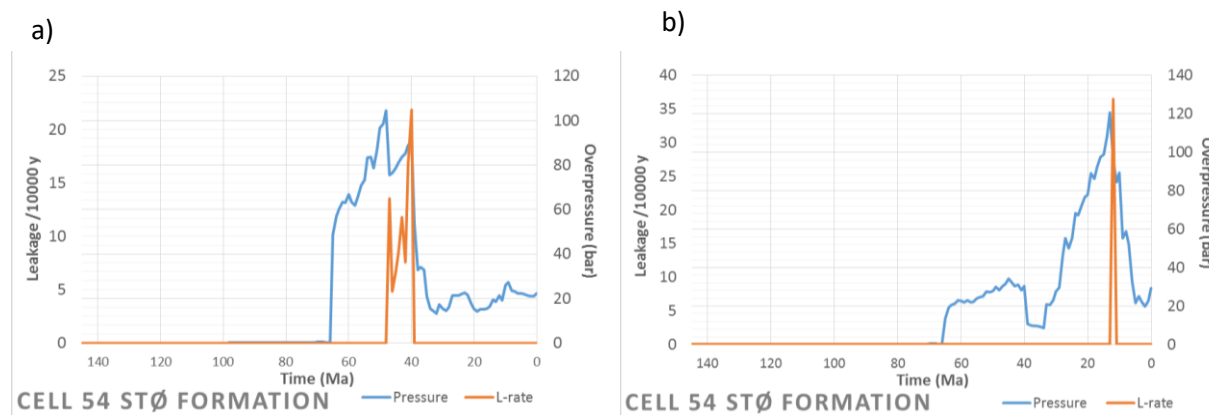 a)
25
20
15
10
5
0
Leakage /10000 y
120
100
80
60
40
20
0
Overpressure (bar)
140 120 100 80 60 40 20 0
Time (Ma)
CELL 54 STØ FORMATION
Pressure L-rate
b)
40
35
30
25
20
15
10
5
0
Leakage /10000 y
140
120
100
80
60
40
20
0
Overpressure (bar)
140 120 100 80 60 40 20 0
Time (Ma)
CELL 54 STØ FORMATION
Pressure L-rate